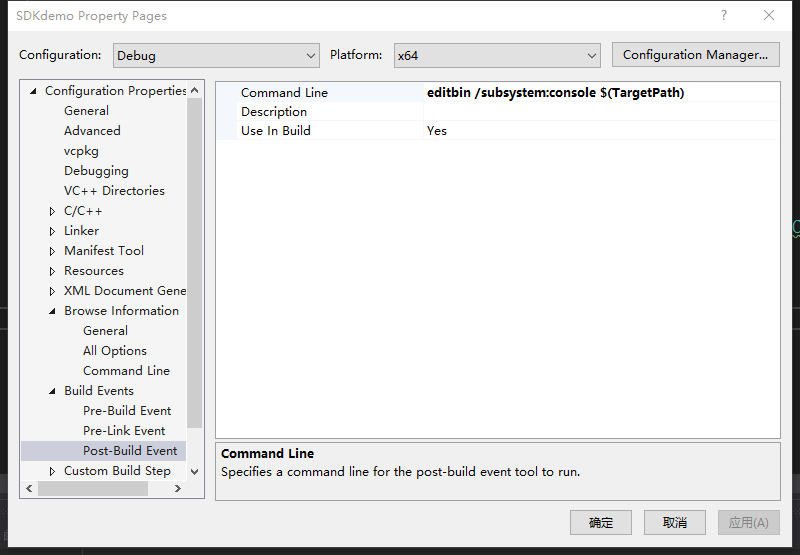 SDKdemo Property Pages
Configuration: Debug Platform: x64 Configuration Manager...
Configuration Properties
General
Advanced
vcpkg
Debugging
VC++ Directories
C/C++
Linker
Manifest Tool
Resources
XML Document Gene
Browse Information
General
All Options
Command Line
Build Events
Pre-Build Event
Pre-Link Event
Post-Build Event
Custom Build Step
Command Line editbin /subsystem:console $(TargetPath)
Description
Use In Build Yes
Command Line
Specifies a command line for the post-build event tool to run.
确定 取消 应用(A)